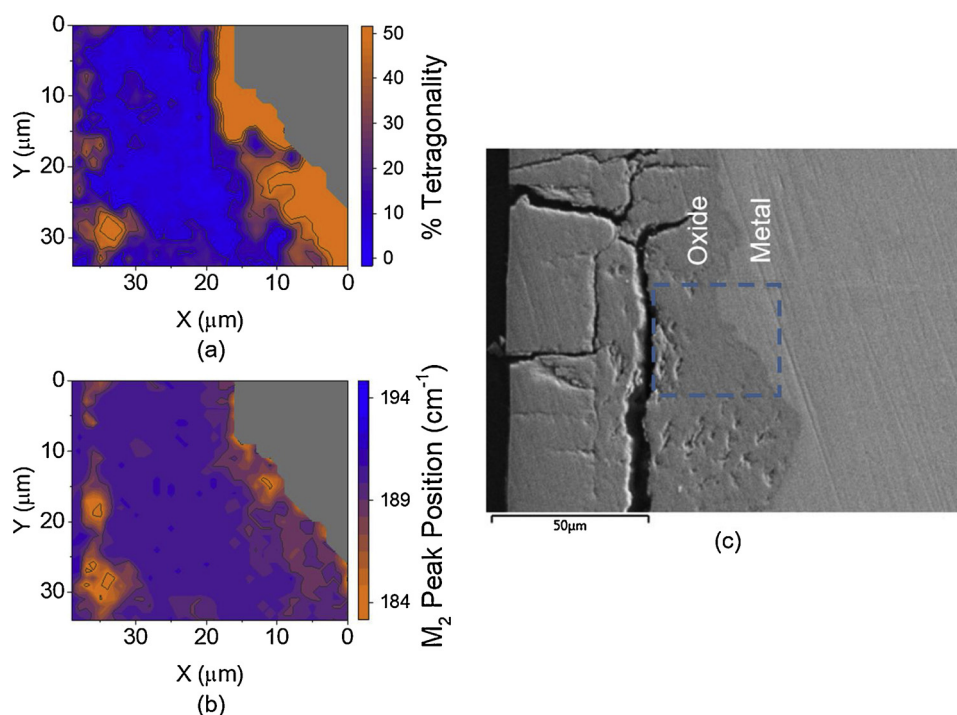 (a)
0
10
20
30
Y (μm)
30
20
10
0
X (μm)
50
40
30
20
10
0
% Tetragonality
(b)
0
10
20
30
Y (μm)
30
20
10
0
X (μm)
194
189
184
M₂ Peak Position (cm⁻¹)
Oxide
Metal
50μm
(c)